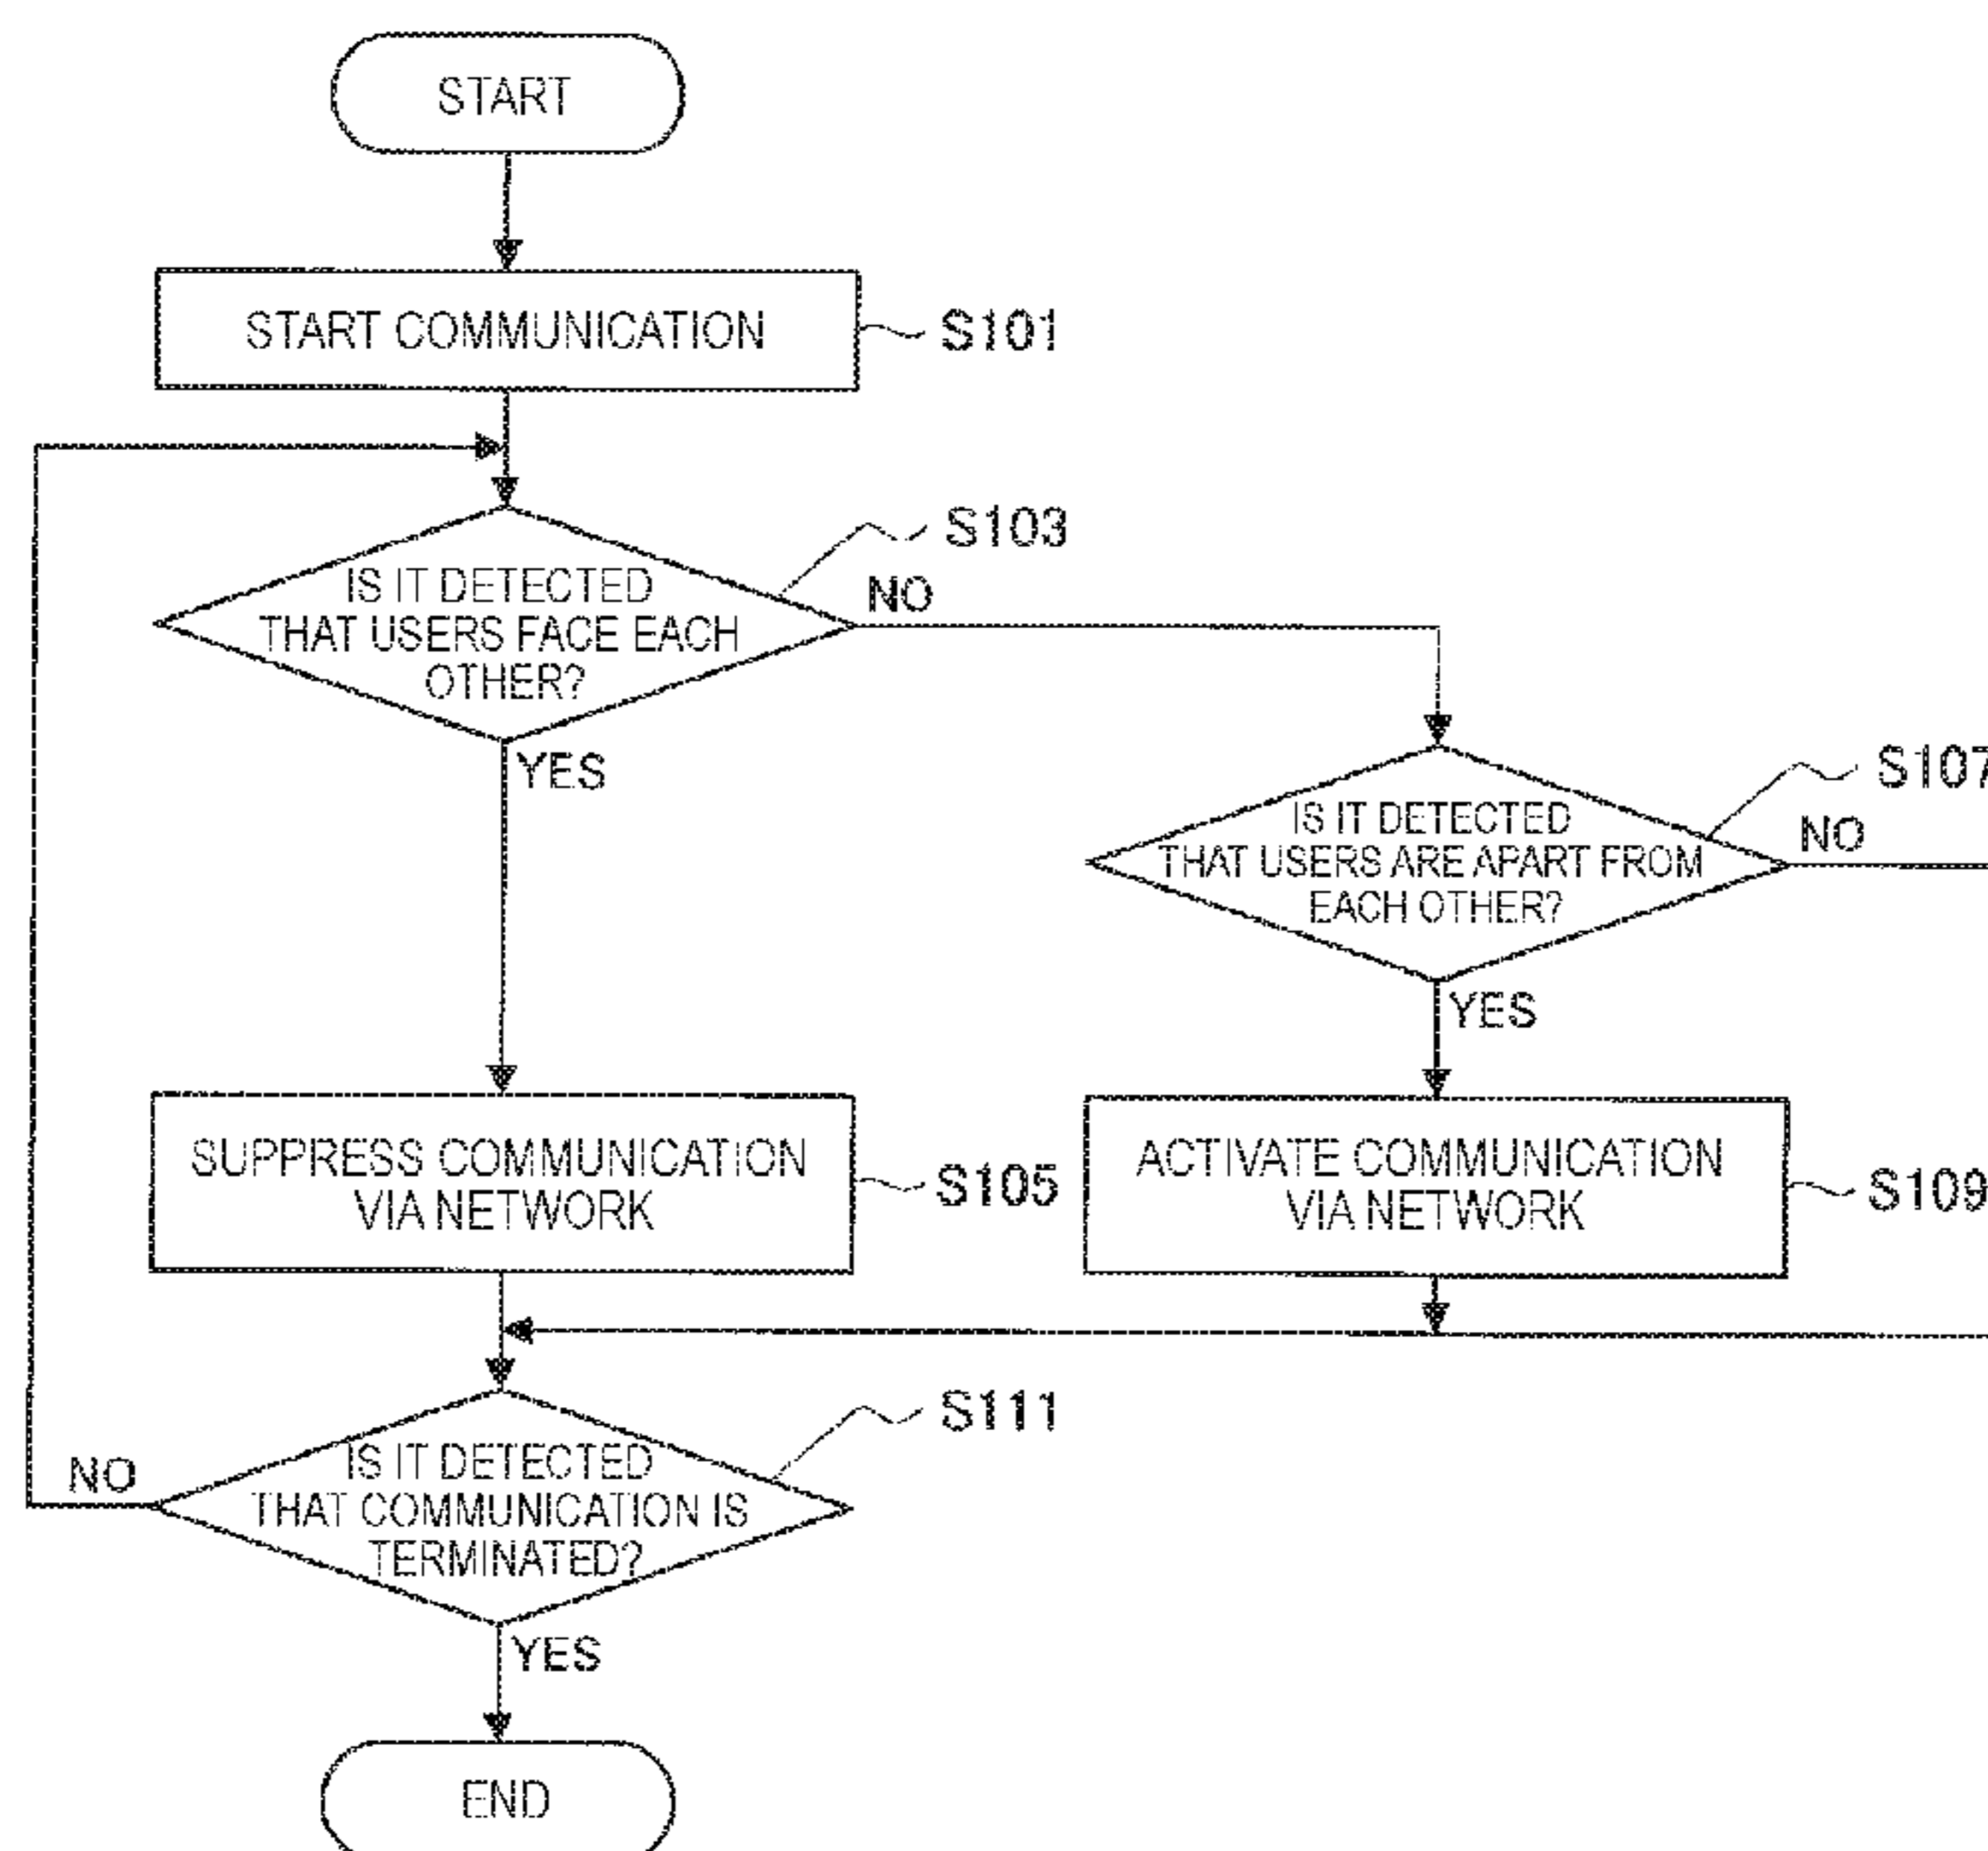 START
START COMMUNICATION
S101
S103
IS IT DETECTED
THAT USERS FACE EACH
OTHER?
NO
YES
S107
IS IT DETECTED
THAT USERS ARE APART FROM
EACH OTHER?
NO
YES
SUPPRESS COMMUNICATION
VIA NETWORK
S105
ACTIVATE COMMUNICATION
VIA NETWORK
S109
S111
IS IT DETECTED
THAT COMMUNICATION IS
TERMINATED?
NO
YES
END